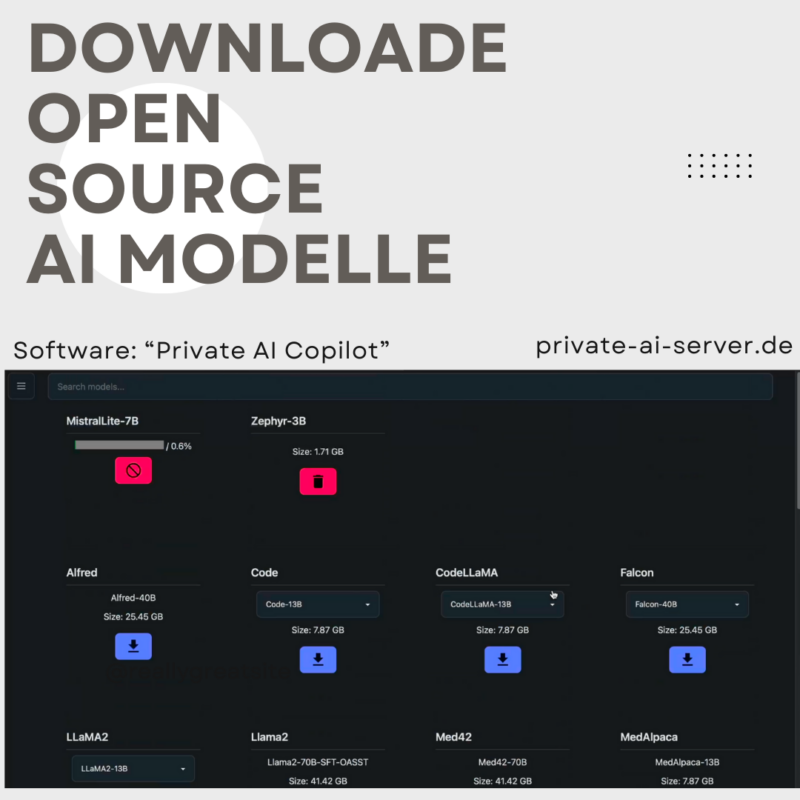 DOWNLOADE
OPEN
SOURCE
AI MODELLE
Software: “Private AI Copilot”
private-ai-server.de
Search models...
MistralLite-7B
Zephyr-3B
/ 0.6%
Size: 1.71 GB
Alfred
Code
CodeLLaMA
Falcon
Alfred-40B
Code-13B
CodeLLaMA-13B
Falcon-40B
Size: 25.45 GB
Size: 7.87 GB
Size: 7.87 GB
Size: 25.45 GB
LLaMA2
Llama2
Med42
MedAlpaca
LLaMA2-13B
Llama2-70B-SFT-OASST
Med42-70B
MedAlpaca-13B
Size: 41.42 GB
Size: 41.42 GB
Size: 7.87 GB